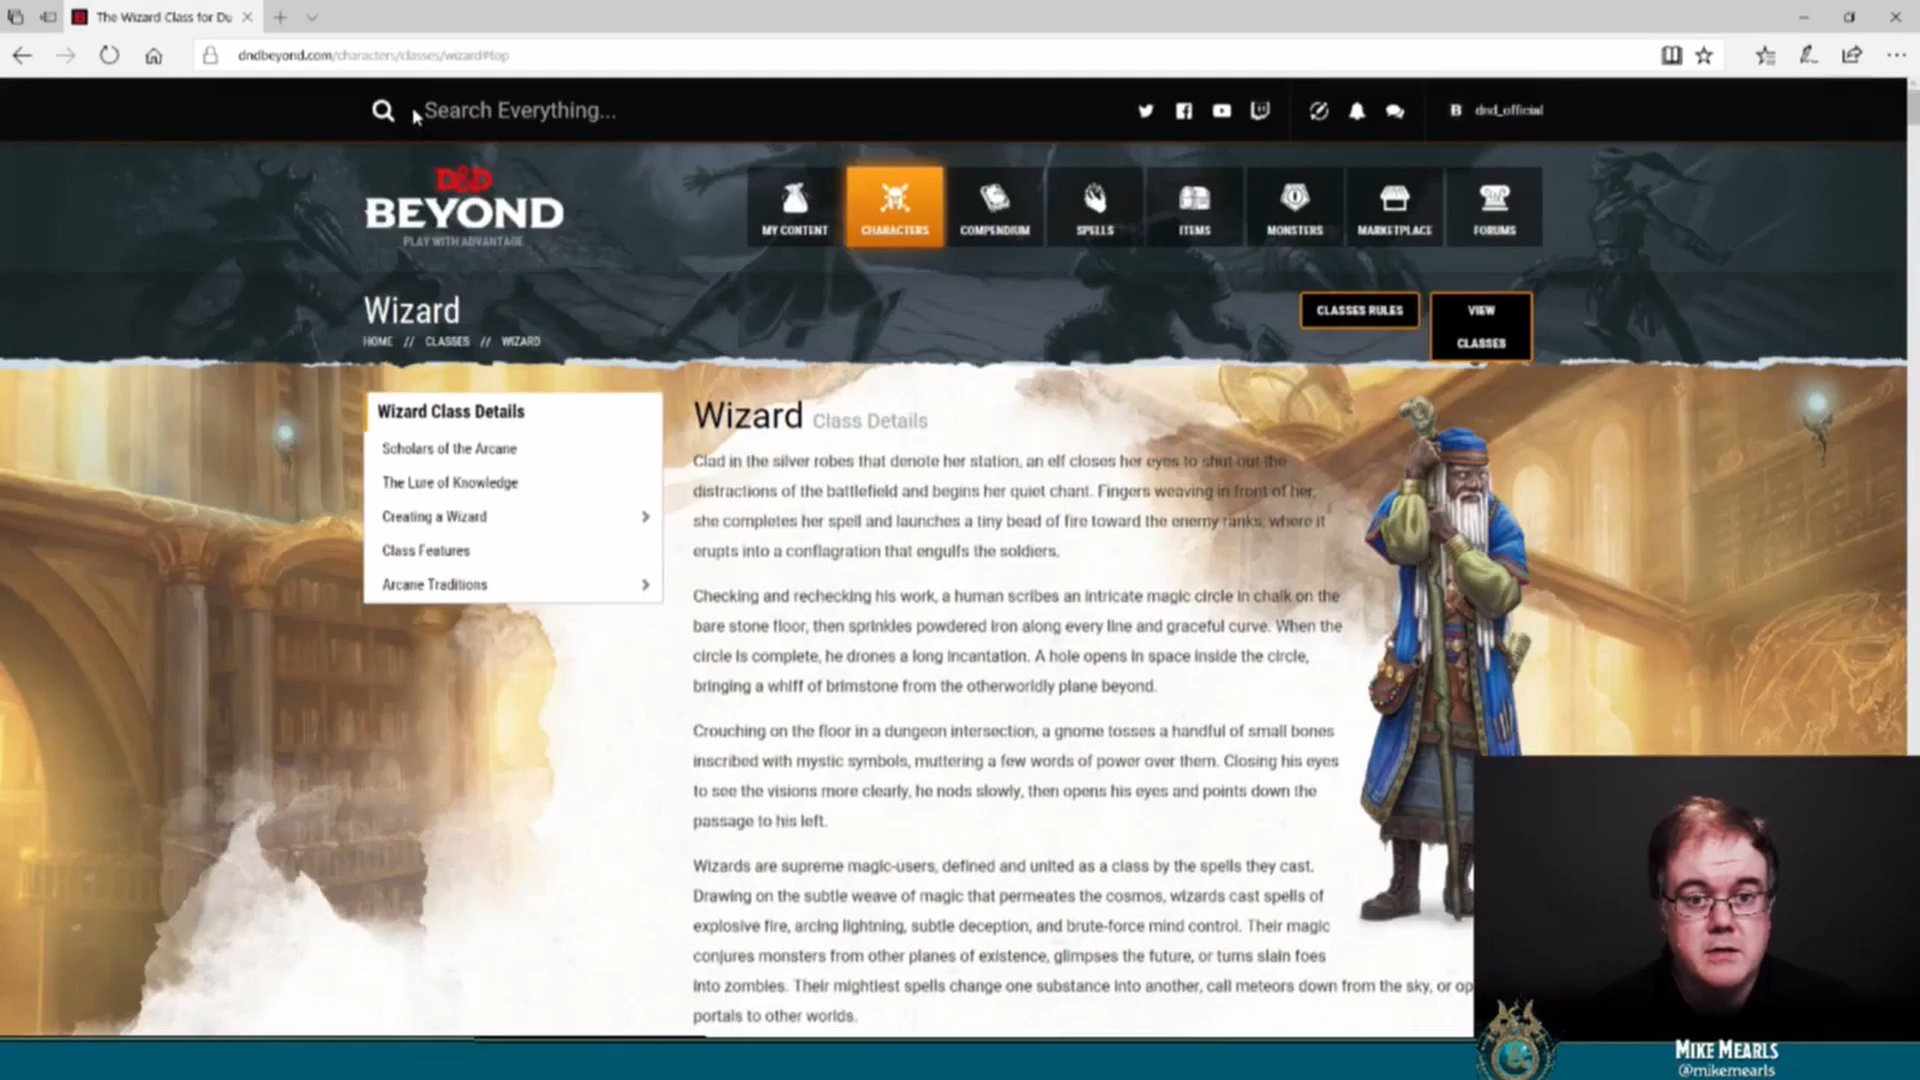 The Wizard Class for Du
dndbeyond.com/characters/classes/wizard#top
Search Everything...
dnd_official
D&D
BEYOND
PLAY WITH ADVANTAGE
MY CONTENT
CHARACTERS
COMPENDIUM
SPELLS
ITEMS
MONSTERS
MARKETPLACE
FORUMS
Wizard
HOME // CLASSES // WIZARD
CLASSES RULES
VIEW
CLASSES
Wizard Class Details
Scholars of the Arcane
The Lure of Knowledge
Creating a Wizard
Class Features
Arcane Traditions
Wizard Class Details
Clad in the silver robes that denote her station, an elf closes her eyes to shut out the
distractions of the battlefield and begins her quiet chant. Fingers weaving in front of her,
she completes her spell and launches a tiny bead of fire toward the enemy ranks, where it
erupts into a conflagration that engulfs the soldiers.
Checking and rechecking his work, a human scribes an intricate magic circle in chalk on the
bare stone floor, then sprinkles powdered iron along every line and graceful curve. When the
circle is complete, he drones a long incantation. A hole opens in space inside the circle,
bringing a whiff of brimstone from the otherworldly plane beyond.
Crouching on the floor in a dungeon intersection, a gnome tosses a handful of small bones
inscribed with mystic symbols, muttering a few words of power over them. Closing his eyes
to see the visions more clearly, he nods slowly, then opens his eyes and points down the
passage to his left.
Wizards are supreme magic-users, defined and united as a class by the spells they cast.
Drawing on the subtle weave of magic that permeates the cosmos, wizards cast spells of
explosive fire, arcing lightning, subtle deception, and brute-force mind control. Their magic
conjures monsters from other planes of existence, glimpses the future, or turns slain foes
into zombies. Their mightiest spells change one substance into another, call meteors down from the sky, or op
portals to other worlds.
MIKE MEARLS
@mikemearls